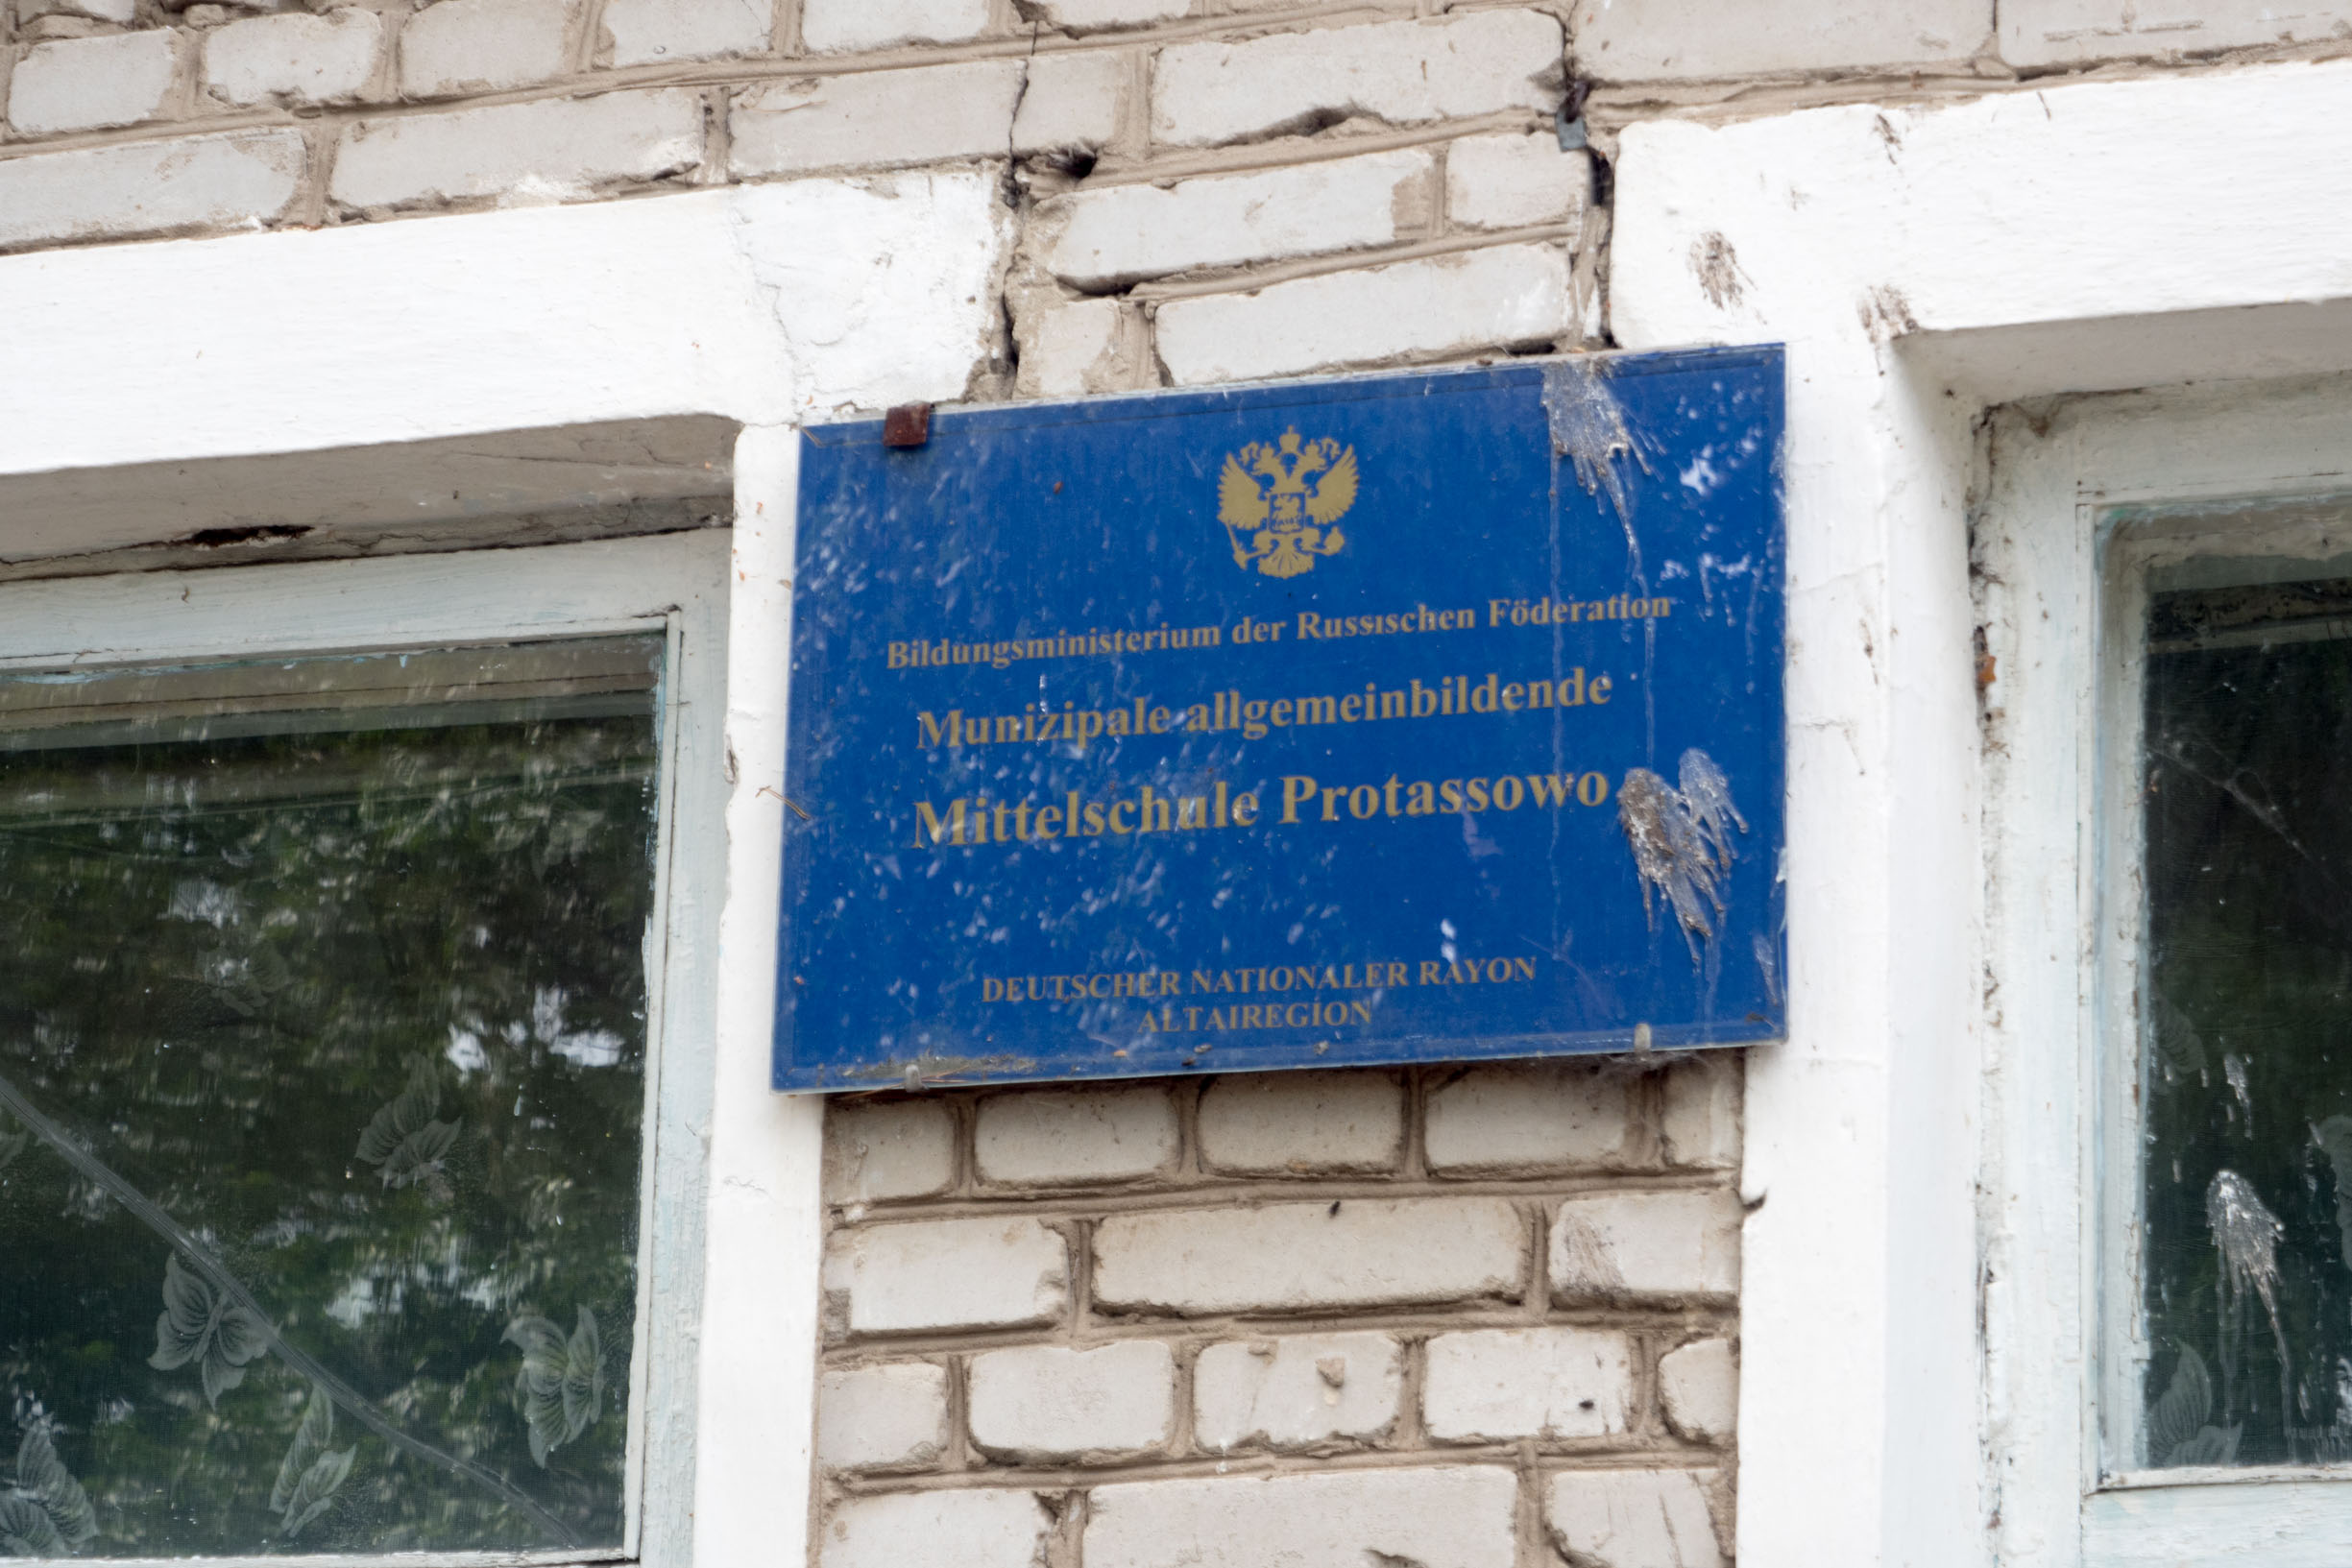 Bildungsministerium der Russischen Föderation
Munizipale allgemeinbildende
Mittelschule Protassowo
DEUTSCHER NATIONALER RAYON
ALTAIREGION